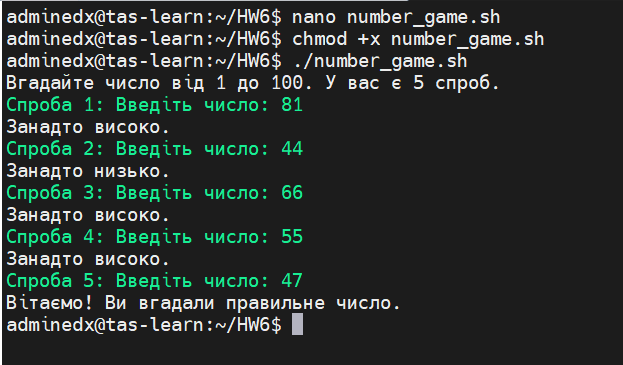 adminedx@tas-learn:~/HW6$ nano number_game.sh
adminedx@tas-learn:~/HW6$ chmod +x number_game.sh
adminedx@tas-learn:~/HW6$ ./number_game.sh
Вгадайте число від 1 до 100. У вас є 5 спроб.
Спроба 1: Введіть число: 81
Занадто високо.
Спроба 2: Введіть число: 44
Занадто низько.
Спроба 3: Введіть число: 66
Занадто високо.
Спроба 4: Введіть число: 55
Занадто високо.
Спроба 5: Введіть число: 47
Вітаємо! Ви вгадали правильне число.
adminedx@tas-learn:~/HW6$